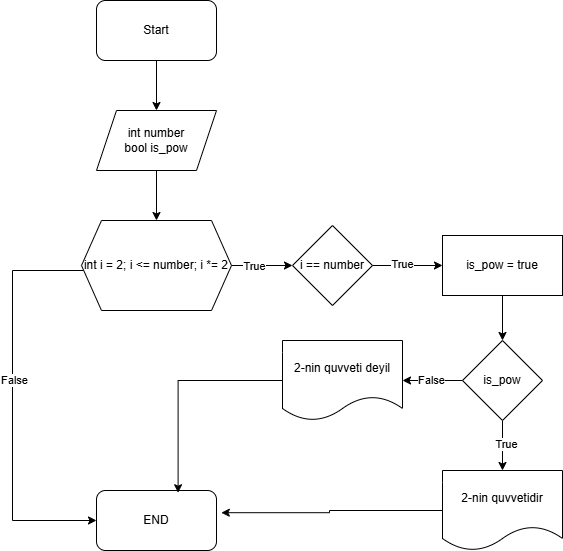 Start
int number
bool is_pow
int i = 2; i <= number; i *= 2
True
i == number
True
is_pow = true
2-nin quvveti deyil
False
is_pow
False
True
2-nin quvvetidir
END